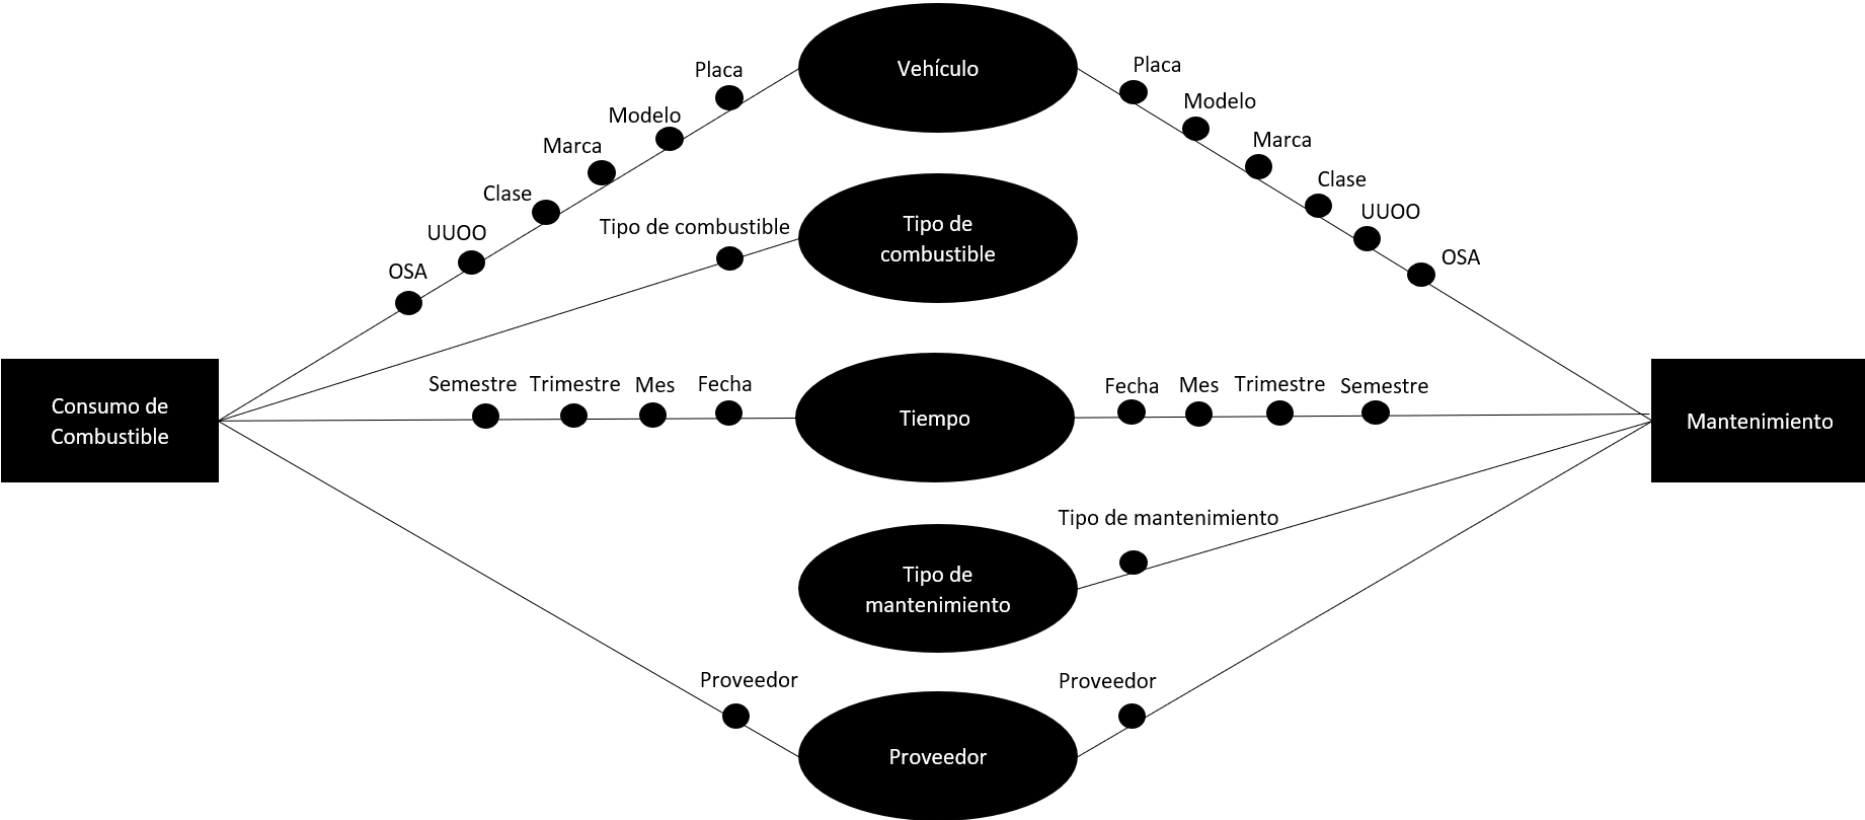 Vehículo
Placa
Placa
Modelo
Modelo
Marca
Marca
Clase
Clase
UUOO
UUOO
OSA
OSA
Tipo de combustible
Tipo de
combustible
Consumo de
Combustible
Semestre Trimestre Mes Fecha
Tiempo
Fecha Mes Trimestre Semestre
Mantenimiento
Tipo de mantenimiento
Tipo de
mantenimiento
Proveedor
Proveedor
Proveedor